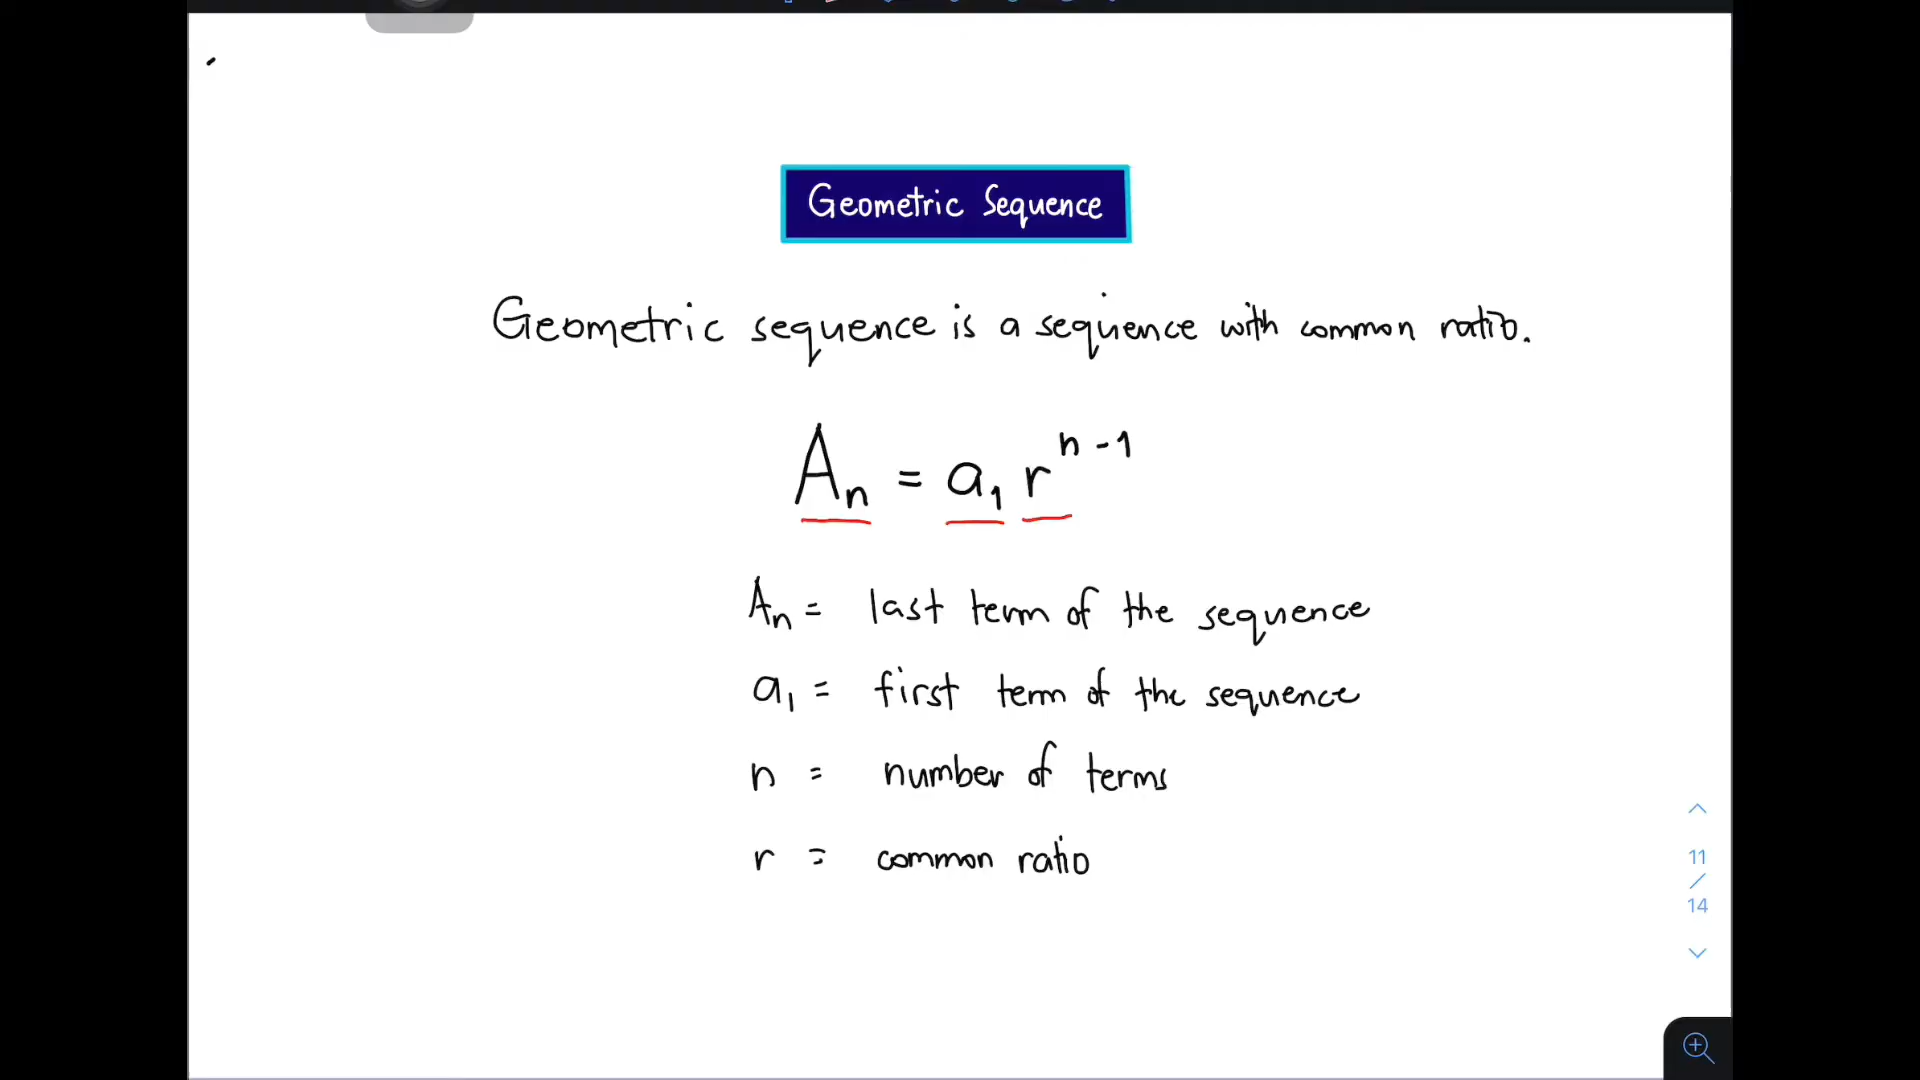 Geometric Sequence
Geometric sequence is a sequence with common ratio.
Aₙ = a₁ rⁿ⁻¹
Aₙ = last term of the sequence
a₁ = first term of the sequence
n = number of terms
r = common ratio
11
/
14